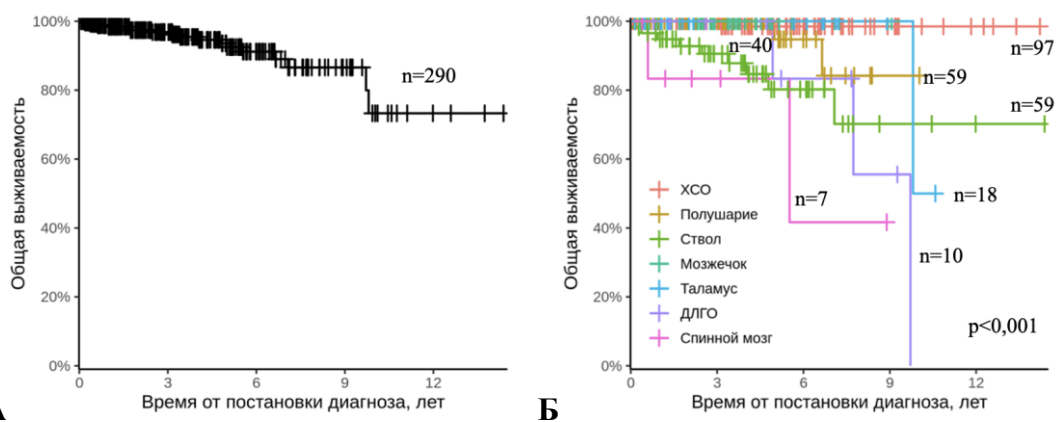 100%
80%
60%
40%
20%
0%
0 3 6 9 12
Общая выживаемость
Время от постановки диагноза, лет
n=290
Б
100%
80%
60%
40%
20%
0%
0 3 6 9 12
Общая выживаемость
Время от постановки диагноза, лет
n=40
n=97
n=59
n=59
n=18
n=7
n=10
p<0,001
ХСО
Полушарие
Ствол
Мозжечок
Таламус
ДЛГО
Спинной мозг